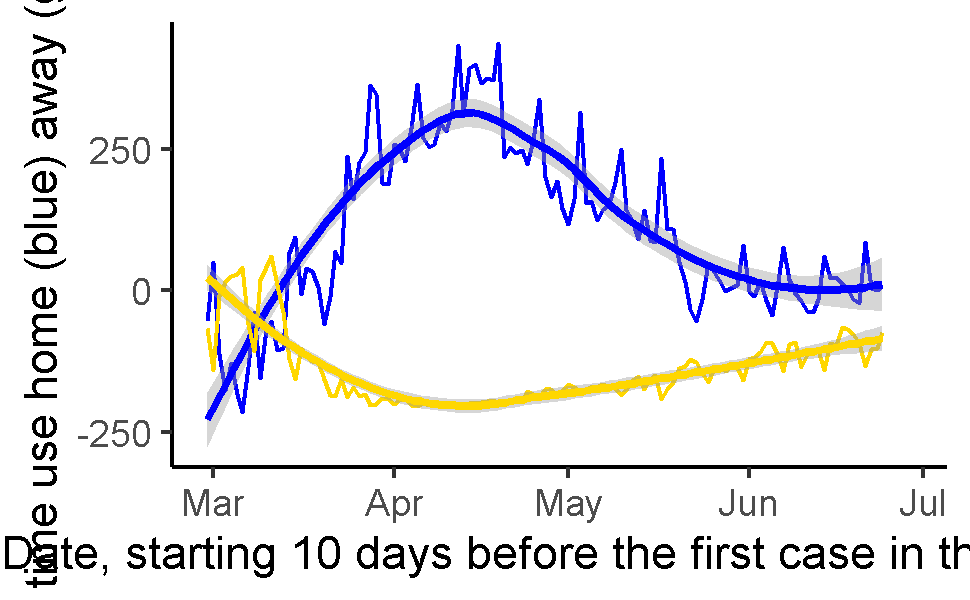 time use home (blue) away (
250
0
-250
Mar Apr May Jun Jul
Date, starting 10 days before the first case in th